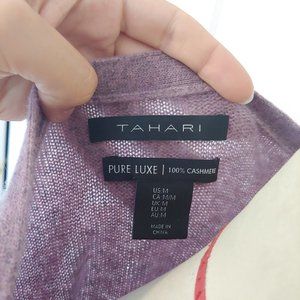 TAHARI
PURE LUXE | 100% CASHMERE
US-M
CA-M/M
UK-M
EU-M
AU-M
MADE IN
CHINA